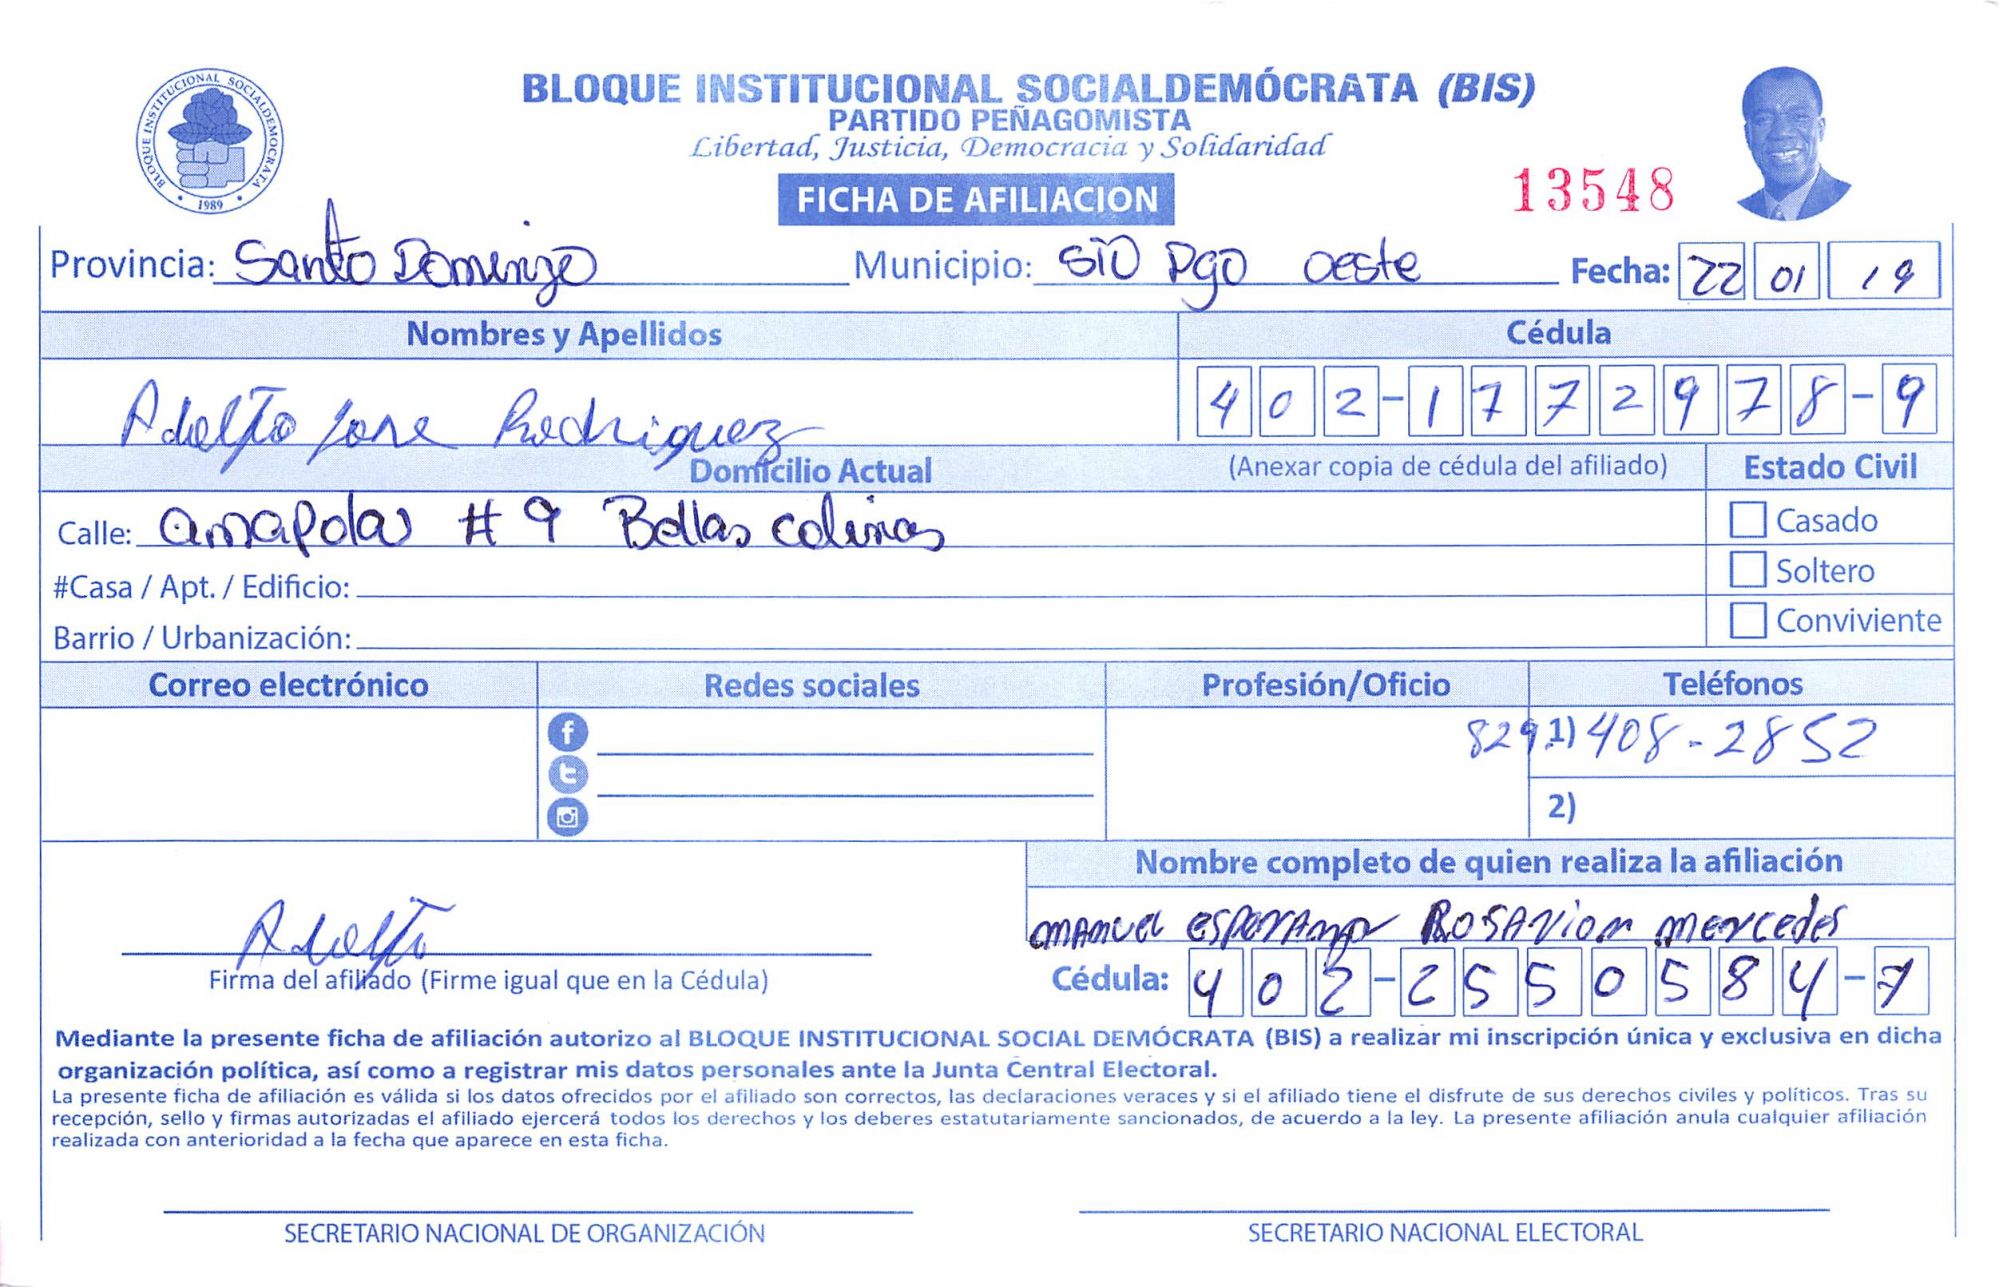 BLOQUE INSTITUCIONAL SOCIALDEMOCRATA
1989
BLOQUE INSTITUCIONAL SOCIALDEMÓCRATA (BIS)
PARTIDO PEÑAGOMISTA
Libertad, Justicia, Democracia y Solidaridad
FICHA DE AFILIACION
13548
Provincia: Santo Domingo Municipio: STO Dgo oeste Fecha: 22 01 19
Nombres y Apellidos Cédula
Adolfo Jose Rodriguez 402-1772978-9
Domicilio Actual (Anexar copia de cédula del afiliado) Estado Civil
Calle: amapolas #9 Bellas colinas Casado
#Casa / Apt. / Edificio: Soltero
Barrio / Urbanización: Conviviente
Correo electrónico Redes sociales Profesión/Oficio Teléfonos
1) 829 408-2852
2)
Nombre completo de quien realiza la afiliación
manuel Rosario mercedes
Adolfo
Firma del afiliado (Firme igual que en la Cédula) Cédula: 402-2550584-7
Mediante la presente ficha de afiliación autorizo al BLOQUE INSTITUCIONAL SOCIAL DEMÓCRATA (BIS) a realizar mi inscripción única y exclusiva en dicha
organización política, así como a registrar mis datos personales ante la Junta Central Electoral.
La presente ficha de afiliación es válida si los datos ofrecidos por el afiliado son correctos, las declaraciones veraces y si el afiliado tiene el disfrute de sus derechos civiles y políticos. Tras su
recepción, sello y firmas autorizadas el afiliado ejercerá todos los derechos y los deberes estatutariamente sancionados, de acuerdo a la ley. La presente afiliación anula cualquier afiliación
realizada con anterioridad a la fecha que aparece en esta ficha.
SECRETARIO NACIONAL DE ORGANIZACIÓN SECRETARIO NACIONAL ELECTORAL